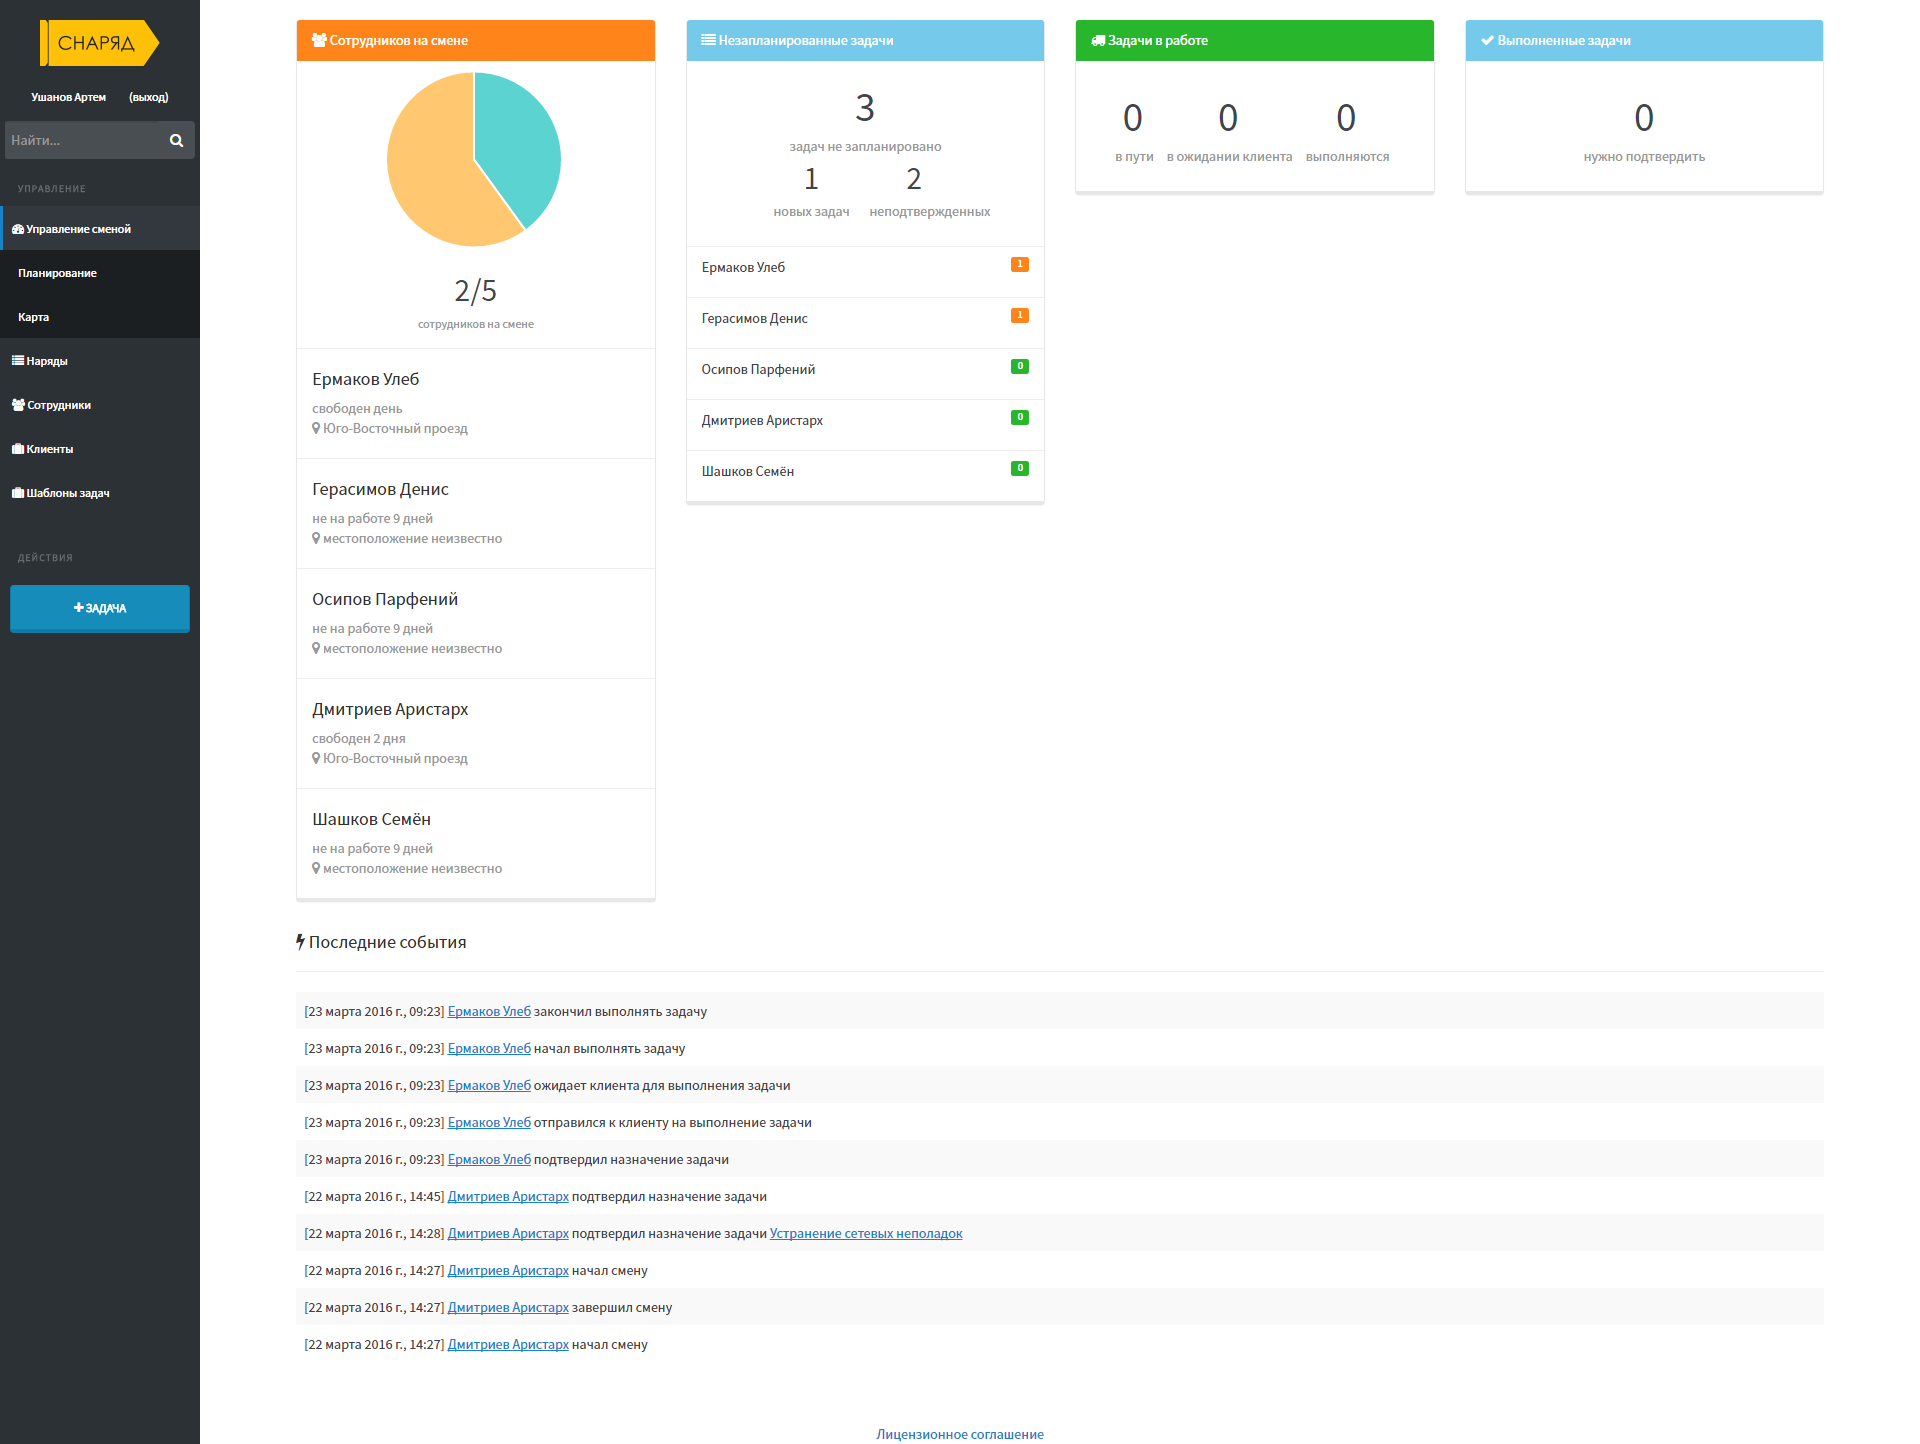 СНАРЯД
Ушанов Артем (выход)
Найти...
УПРАВЛЕНИЕ
Управление сменой
Планирование
Карта
Наряды
Сотрудники
Клиенты
Шаблоны задач
ДЕЙСТВИЯ
ЗАДАЧА
Сотрудников на смене
2/5
сотрудников на смене
Ермаков Улеб
свободен день
Юго-Восточный проезд
Герасимов Денис
не на работе 9 дней
местоположение неизвестно
Осипов Парфений
не на работе 9 дней
местоположение неизвестно
Дмитриев Аристарх
свободен 2 дня
Юго-Восточный проезд
Шашков Семён
не на работе 9 дней
местоположение неизвестно
Незапланированные задачи
3
задач не запланировано
1 2
новых задач неподтвержденных
Ермаков Улеб 1
Герасимов Денис 1
Осипов Парфений 0
Дмитриев Аристарх 0
Шашков Семён 0
Задачи в работе
0 0 0
в пути в ожидании клиента выполняются
Выполненные задачи
0
нужно подтвердить
Последние события
[23 марта 2016 г., 09:23] Ермаков Улеб закончил выполнять задачу
[23 марта 2016 г., 09:23] Ермаков Улеб начал выполнять задачу
[23 марта 2016 г., 09:23] Ермаков Улеб ожидает клиента для выполнения задачи
[23 марта 2016 г., 09:23] Ермаков Улеб отправился к клиенту на выполнение задачи
[23 марта 2016 г., 09:23] Ермаков Улеб подтвердил назначение задачи
[22 марта 2016 г., 14:45] Дмитриев Аристарх подтвердил назначение задачи
[22 марта 2016 г., 14:28] Дмитриев Аристарх подтвердил назначение задачи Устранение сетевых неполадок
[22 марта 2016 г., 14:27] Дмитриев Аристарх начал смену
[22 марта 2016 г., 14:27] Дмитриев Аристарх завершил смену
[22 марта 2016 г., 14:27] Дмитриев Аристарх начал смену
Лицензионное соглашение